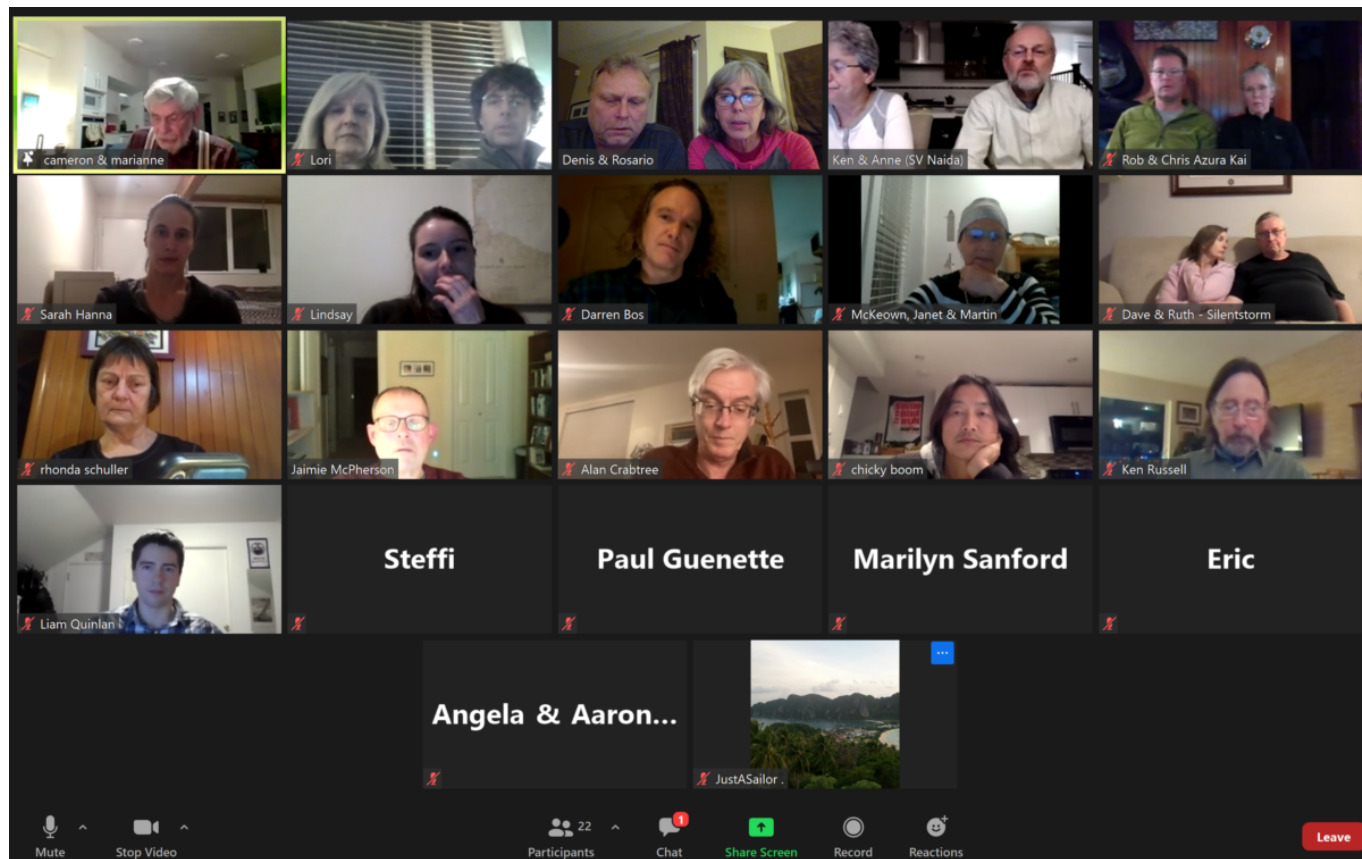 cameron & marianne
Lori
Denis & Rosario
Ken & Anne (SV Naida)
Rob & Chris Azura Kai
Sarah Hanna
Lindsay
Darren Bos
McKeown, Janet & Martin
Dave & Ruth - Silentstorm
rhonda schuller
Jaimie McPherson
Alan Crabtree
chicky boom
Ken Russell
Liam Quinlan
Steffi
Paul Guenette
Marilyn Sanford
Eric
Angela & Aaron...
JustASailor .
22
1
Mute
Stop Video
Participants
Chat
Share Screen
Record
Reactions
Leave